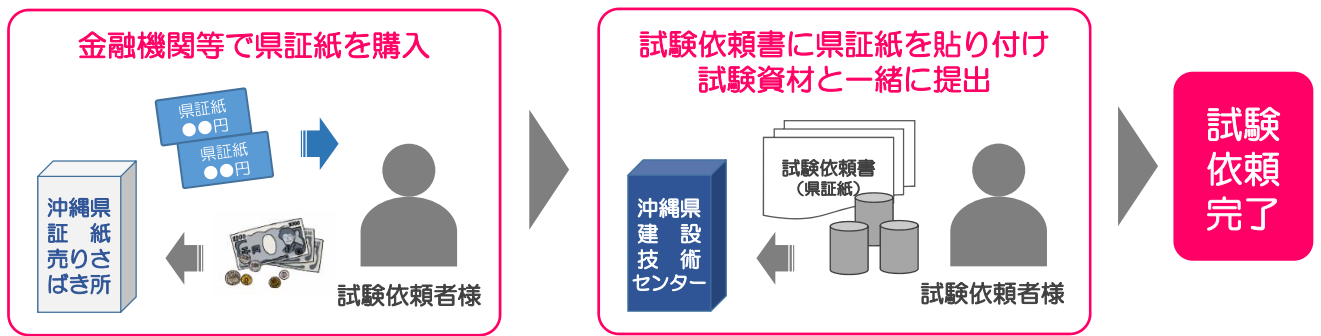 金融機関等で県証紙を購入
県証紙
●●円
県証紙
●●円
沖縄県
証紙
売りさ
ばき所
試験依頼者様
試験依頼書に県証紙を貼り付け
試験資材と一緒に提出
試験依頼書
（県証紙）
沖縄県
建設
技術
センター
試験依頼者様
試験
依頼
完了